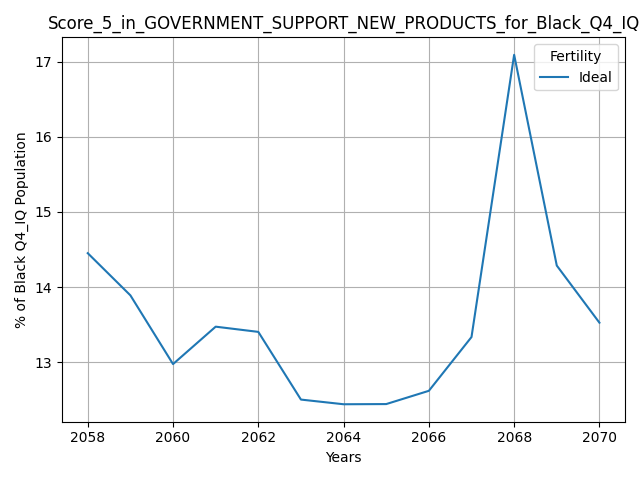 Score_5_in_GOVERNMENT_SUPPORT_NEW_PRODUCTS_for_Black_Q4_IQ
Fertility
Ideal
% of Black Q4_IQ Population
17
16
15
14
13
2058
2060
2062
2064
2066
2068
2070
Years